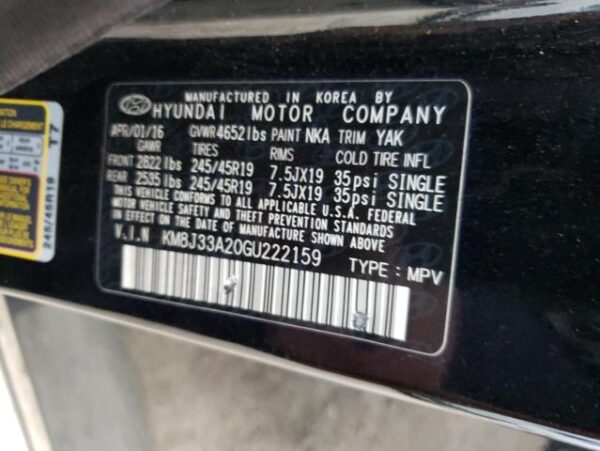 MANUFACTURED IN KOREA BY
HYUNDAI MOTOR COMPANY
APR/01/16 GVWR4652lbs PAINT NKA TRIM YAK
GAWR TIRES RIMS COLD TIRE INFL
FRONT 2822lbs 245/45R19 7.5JX19 35psi SINGLE
REAR 2535lbs 245/45R19 7.5JX19 35psi SINGLE
THIS VEHICLE CONFORMS TO ALL APPLICABLE U.S.A. FEDERAL
MOTOR VEHICLE SAFETY AND THEFT PREVENTION STANDARDS
IN EFFECT ON THE DATE OF MANUFACTURE SHOWN ABOVE
V.I.N KM8J33A20GU222159
TYPE : MPV
245/45R19